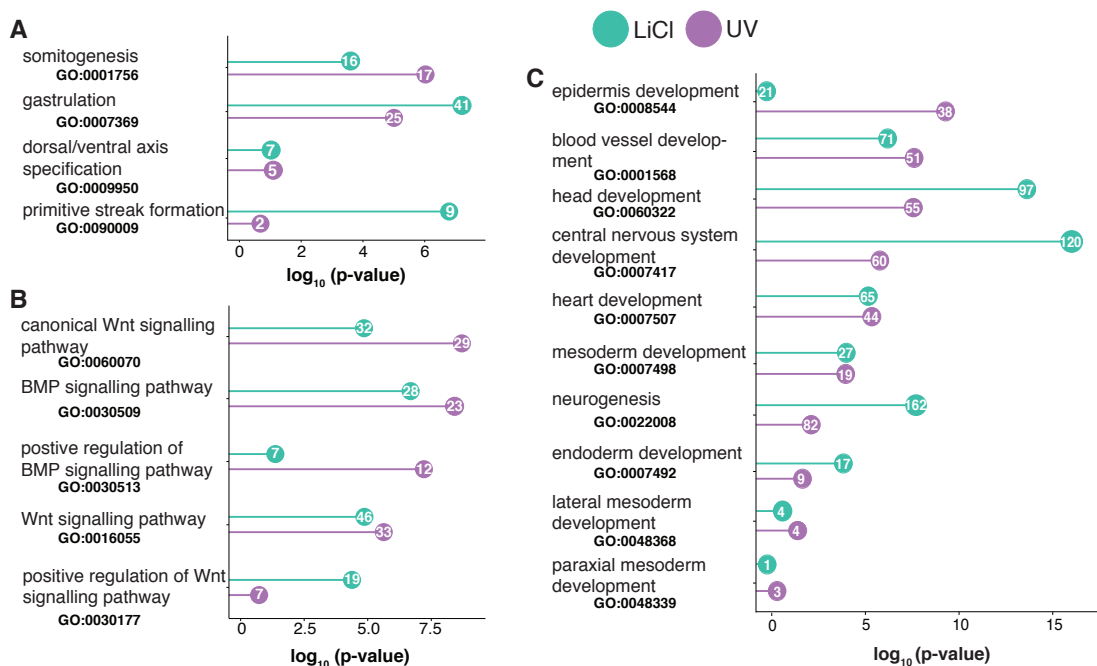 LiCl UV
A
somitogenesis
GO:0001756
16
17
gastrulation
GO:0007369
41
25
dorsal/ventral axis
specification
GO:0009950
7
5
primitive streak formation
GO:0090009
9
2
0 2 4 6
log10 (p-value)
B
canonical Wnt signalling
pathway
GO:0060070
32
29
BMP signalling pathway
GO:0030509
28
23
postive regulation of
BMP signalling pathway
GO:0030513
7
12
Wnt signalling pathway
GO:0016055
46
33
positive regulation of Wnt
signalling pathway
GO:0030177
19
7
0 2.5 5.0 7.5
log10 (p-value)
C
epidermis development
GO:0008544
21
38
blood vessel develop-
ment
GO:0001568
71
51
head development
GO:0060322
97
55
central nervous system
development
GO:0007417
120
60
heart development
GO:0007507
65
44
mesoderm development
GO:0007498
27
19
neurogenesis
GO:0022008
162
82
endoderm development
GO:0007492
17
9
lateral mesoderm
development
GO:0048368
4
4
paraxial mesoderm
development
GO:0048339
1
3
0 5 10 15
log10 (p-value)